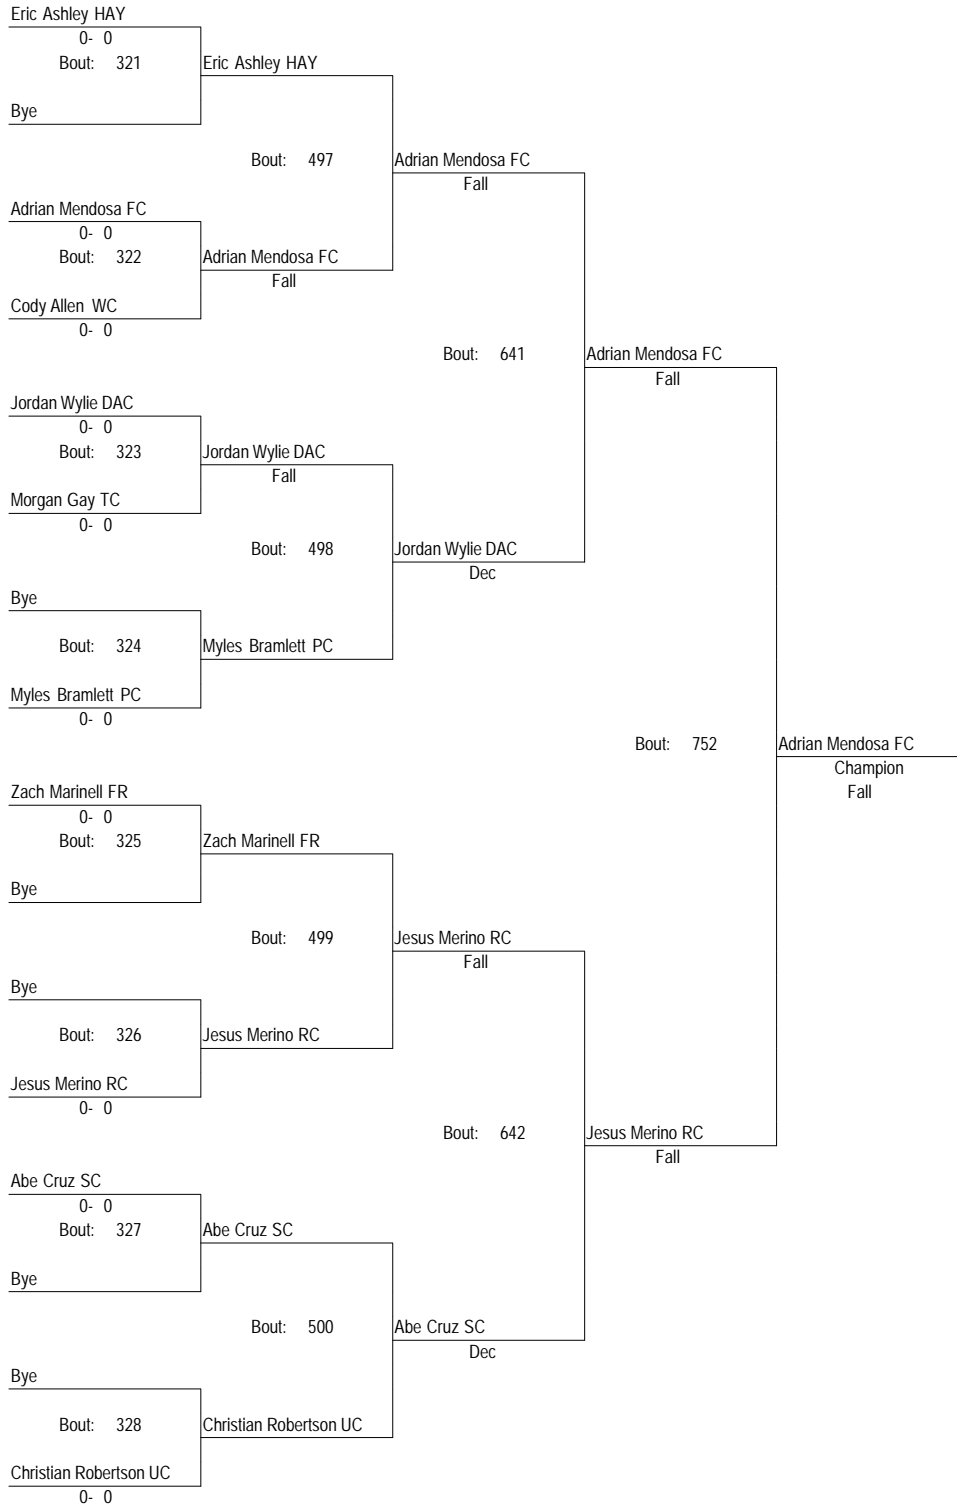 Eric Ashley HAY
0- 0
Bout: 321
Eric Ashley HAY
Bye
Bout: 497
Adrian Mendosa FC
Fall
Adrian Mendosa FC
0- 0
Bout: 322
Adrian Mendosa FC
Fall
Cody Allen WC
0- 0
Bout: 641
Adrian Mendosa FC
Fall
Jordan Wylie DAC
0- 0
Bout: 323
Jordan Wylie DAC
Fall
Morgan Gay TC
0- 0
Bout: 498
Jordan Wylie DAC
Dec
Bye
Bout: 324
Myles Bramlett PC
Myles Bramlett PC
0- 0
Bout: 752
Adrian Mendosa FC
Champion
Fall
Zach Marinell FR
0- 0
Bout: 325
Zach Marinell FR
Bye
Bout: 499
Jesus Merino RC
Fall
Bye
Bout: 326
Jesus Merino RC
Jesus Merino RC
0- 0
Bout: 642
Jesus Merino RC
Fall
Abe Cruz SC
0- 0
Bout: 327
Abe Cruz SC
Bye
Bout: 500
Abe Cruz SC
Dec
Bye
Bout: 328
Christian Robertson UC
Christian Robertson UC
0- 0